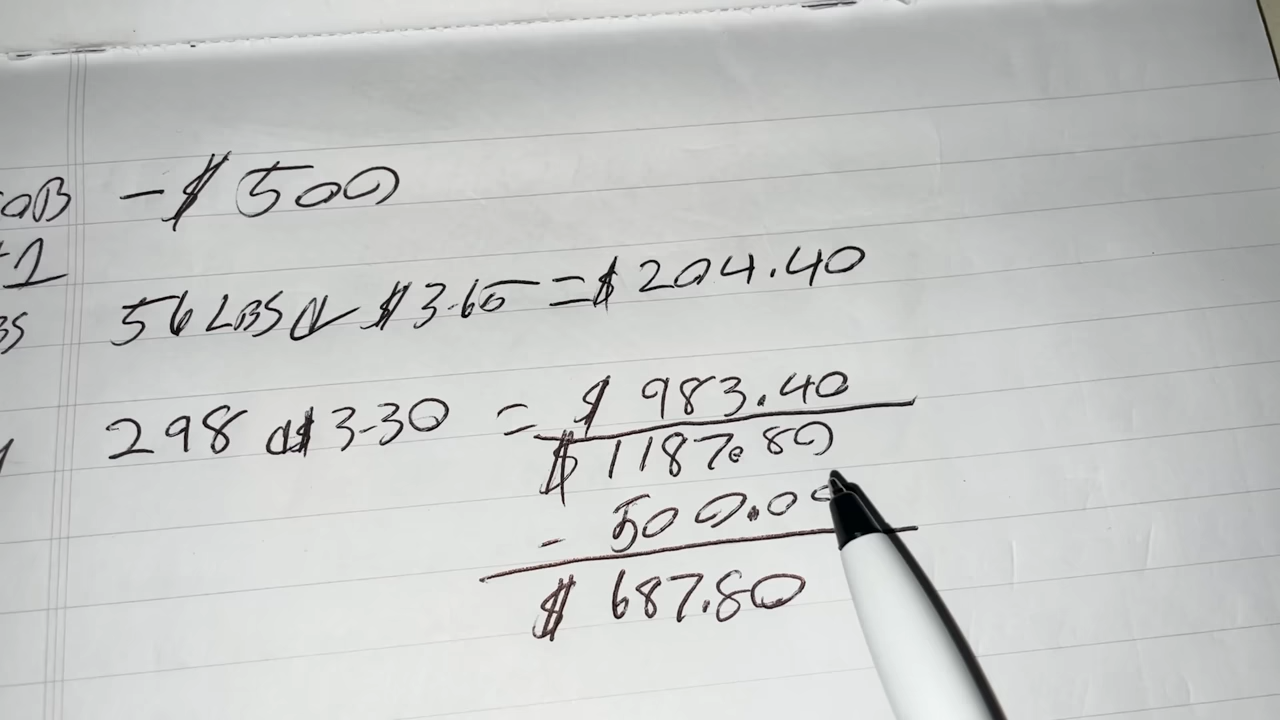 - $ 500
56 LBS @ $3.65 = $ 204.40
298 @ $3.30 = $ 983.40
$ 1187.80
- 500.00
$ 687.80